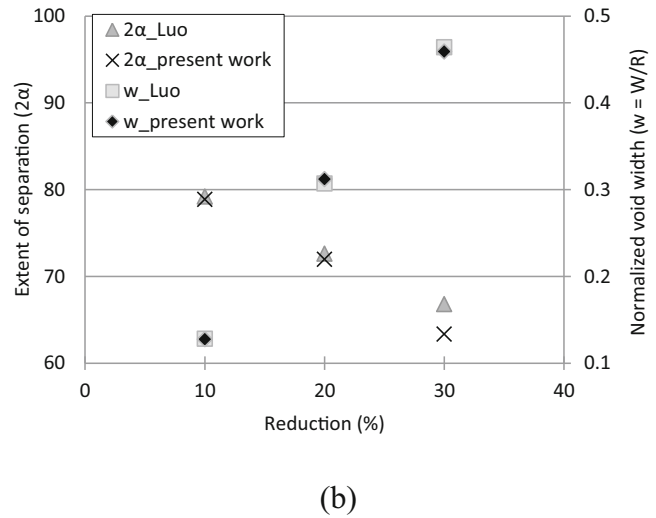 2α_Luo
2α_present work
w_Luo
w_present work
Extent of separation (2α)
100
90
80
70
60
0.5
0.4
0.3
0.2
0.1
Normalized void width (w = W/R)
0 10 20 30 40
Reduction (%)
(b)